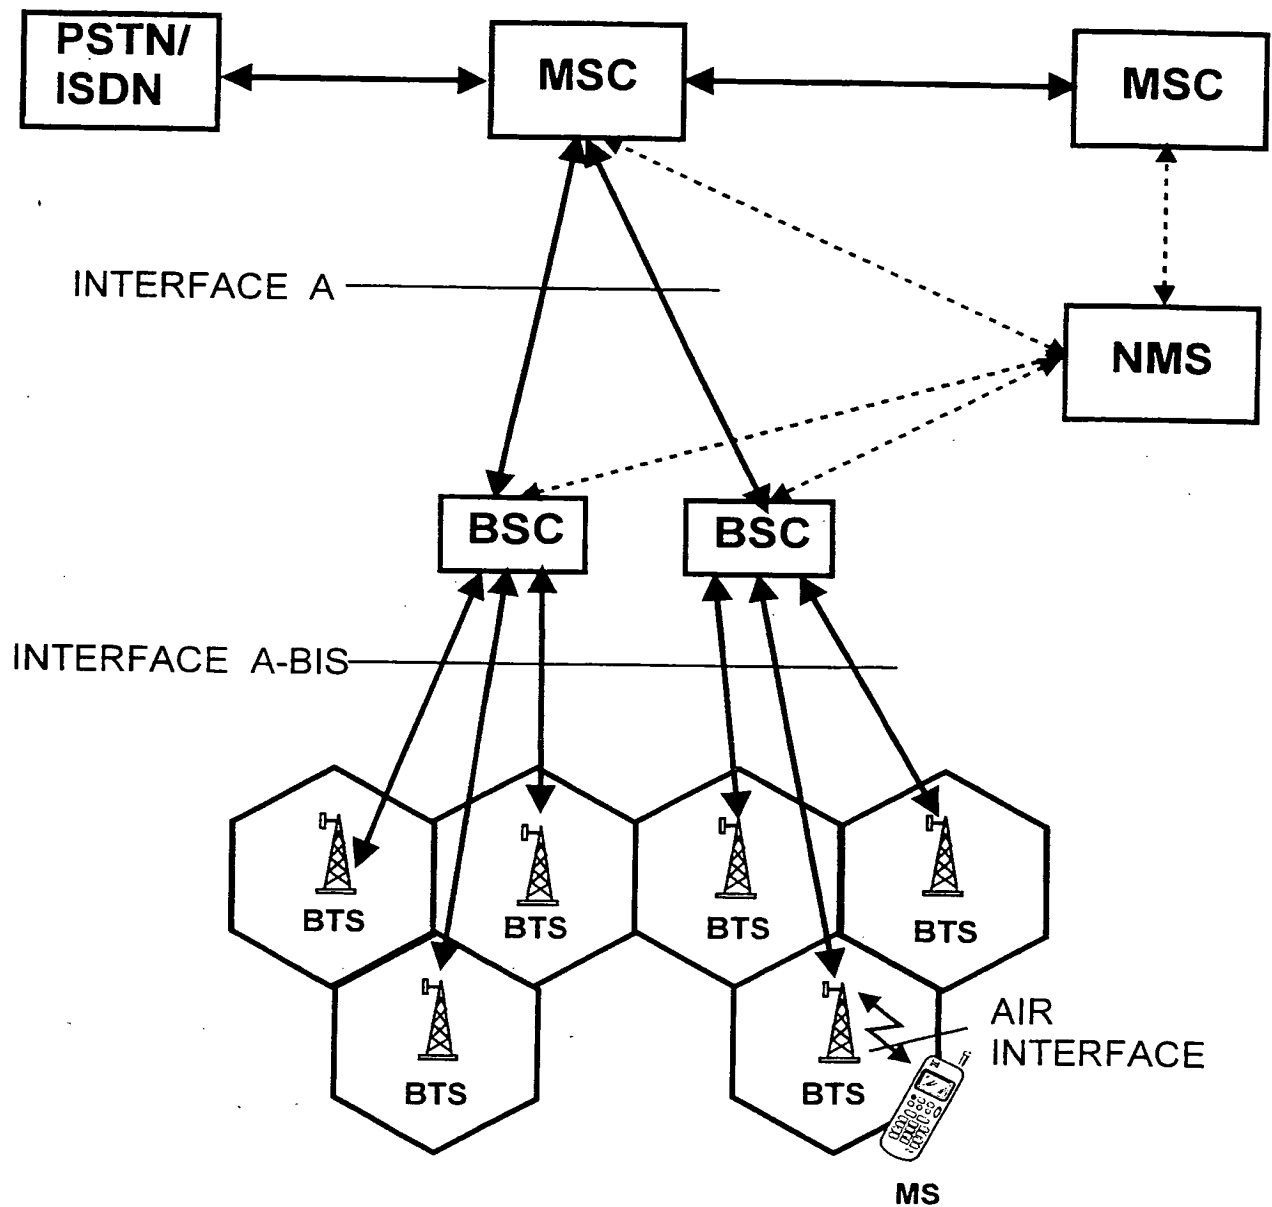 PSTN/
ISDN
MSC
MSC
INTERFACE A
NMS
BSC
BSC
INTERFACE A-BIS
BTS
BTS
BTS
BTS
BTS
BTS
AIR
INTERFACE
MS